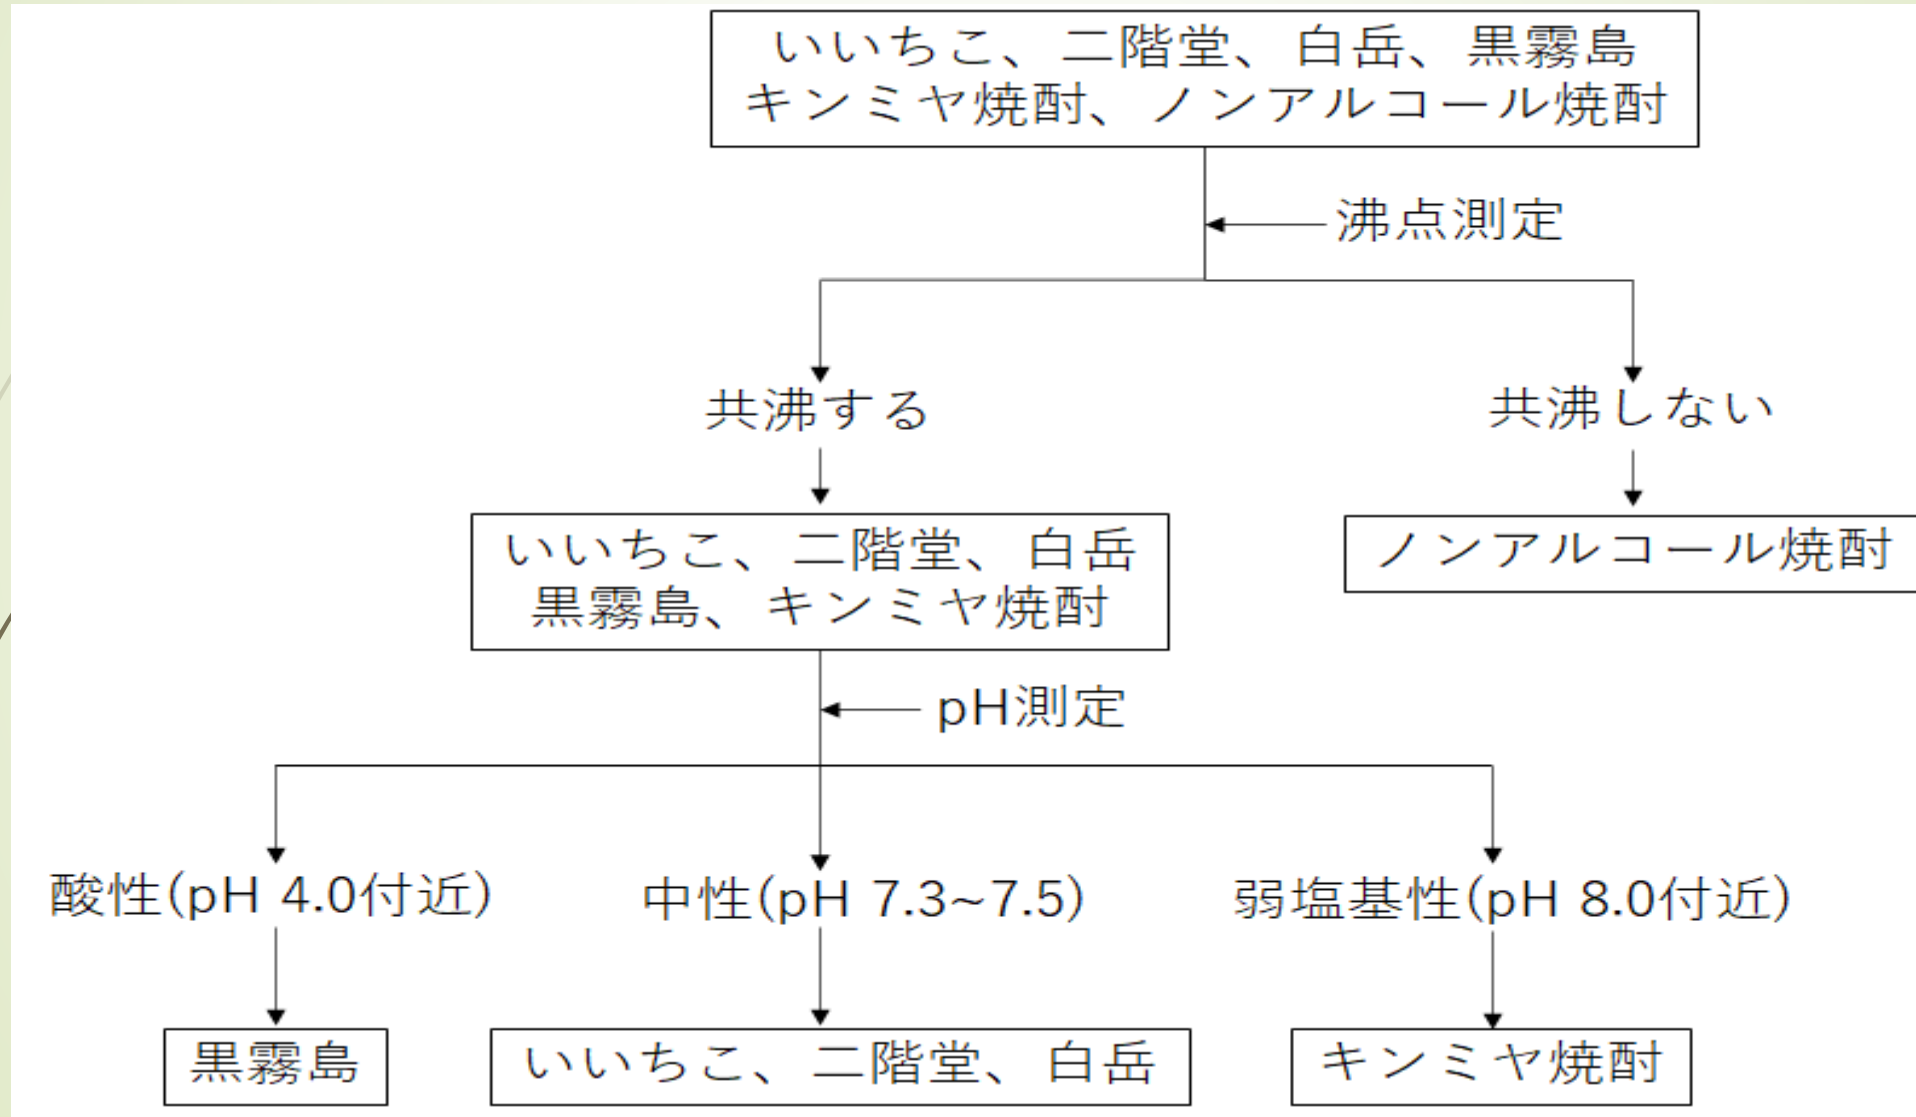 いいちこ、二階堂、白岳、黒霧島
キンミヤ焼酎、ノンアルコール焼酎
沸点測定
共沸する
共沸しない
いいちこ、二階堂、白岳
黒霧島、キンミヤ焼酎
ノンアルコール焼酎
pH測定
酸性(pH 4.0付近)
中性(pH 7.3~7.5)
弱塩基性(pH 8.0付近)
黒霧島
いいちこ、二階堂、白岳
キンミヤ焼酎